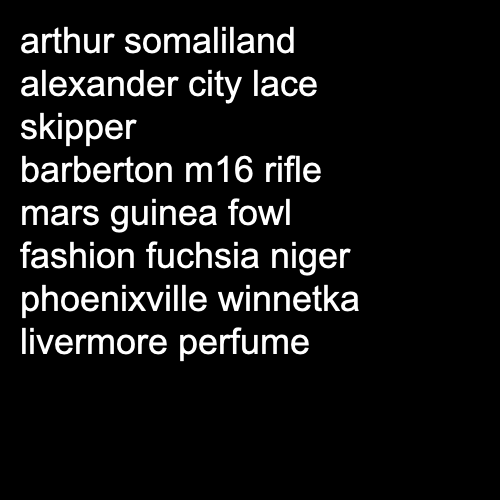 arthur somaliland
alexander city lace
skipper
barberton m16 rifle
mars guinea fowl
fashion fuchsia niger
phoenixville winnetka
livermore perfume